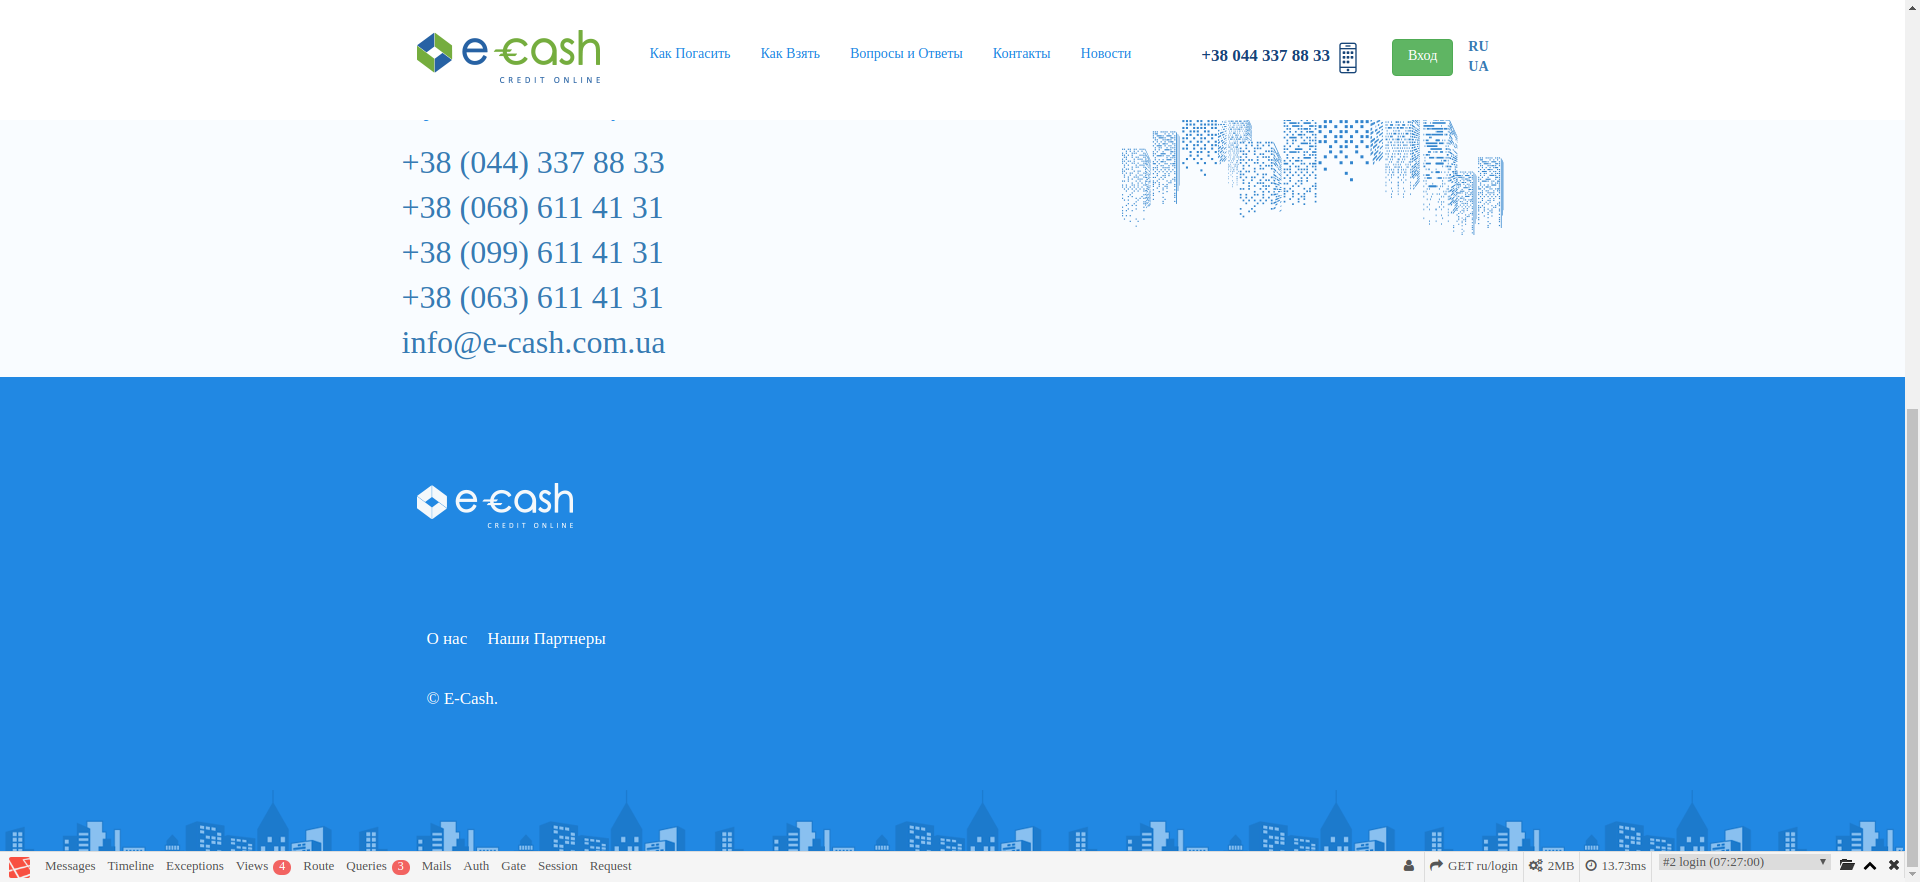 e-cash
CREDIT ONLINE
Как Погасить Как Взять Вопросы и Ответы Контакты Новости
+38 044 337 88 33
Вход
RU
UA
+38 (044) 337 88 33
+38 (068) 611 41 31
+38 (099) 611 41 31
+38 (063) 611 41 31
info@e-cash.com.ua
e-cash
CREDIT ONLINE
О нас Наши Партнеры
© E-Cash.
Messages Timeline Exceptions Views 4 Route Queries 3 Mails Auth Gate Session Request GET ru/login 2MB 13.73ms #2 login (07:27:00)